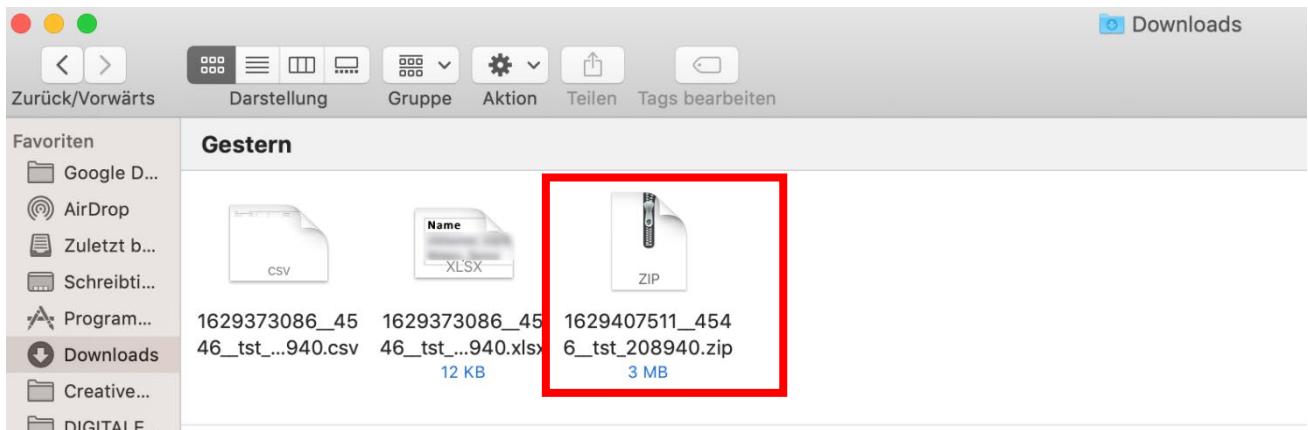 Downloads
Zurück/Vorwärts
Darstellung
Gruppe
Aktion
Teilen
Tags bearbeiten
Favoriten
Google D...
AirDrop
Zuletzt b...
Schreibti...
Program...
Downloads
Creative...
DIGITALE
Gestern
CSV
1629373086__45
46__tst_...940.csv
Name
XLSX
1629373086__45
46__tst_...940.xlsx
12 KB
ZIP
1629407511__454
6__tst_208940.zip
3 MB